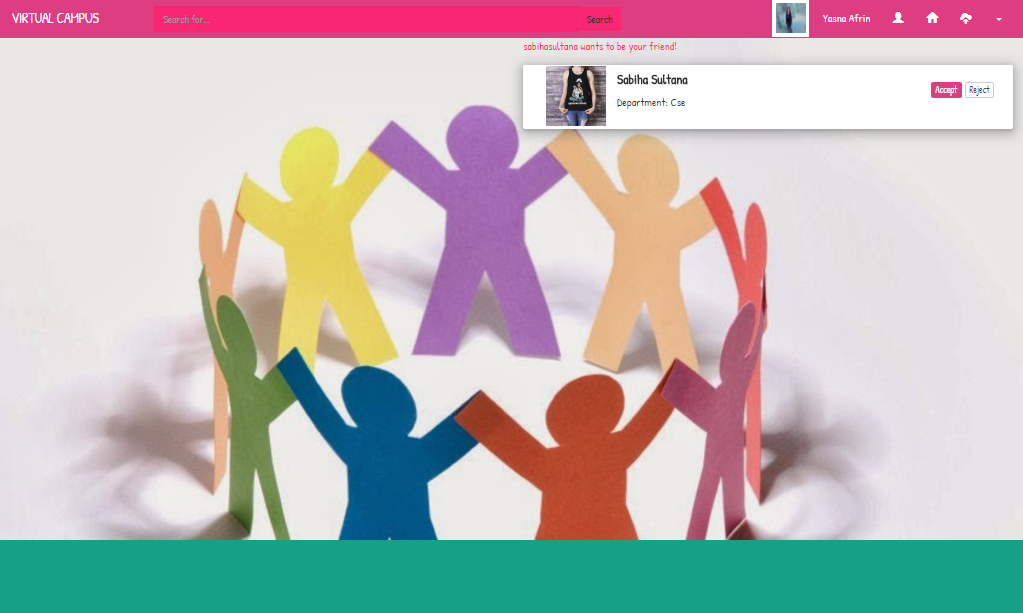 VIRTUAL CAMPUS
Search for...
Search
Yasna Afrin
sabihasultana wants to be your friend!
Sabiha Sultana
Department: Cse
Accept
Reject